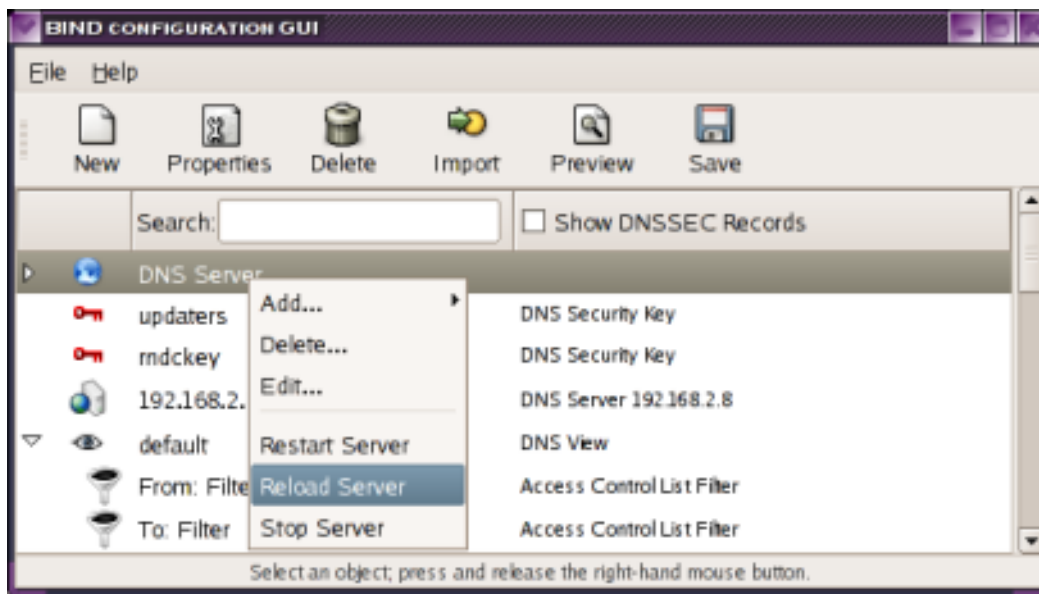 BIND CONFIGURATION GUI
File Help
New Properties Delete Import Preview Save
Search: Show DNSSEC Records
DNS Server
Add...
updaters DNS Security Key
Delete...
rndckey DNS Security Key
Edit...
192.168.2. DNS Server 192.168.2.8
default DNS View
Restart Server
From: Filte Access Control List Filter
Reload Server
To: Filter Access Control List Filter
Stop Server
Select an object; press and release the right-hand mouse button.